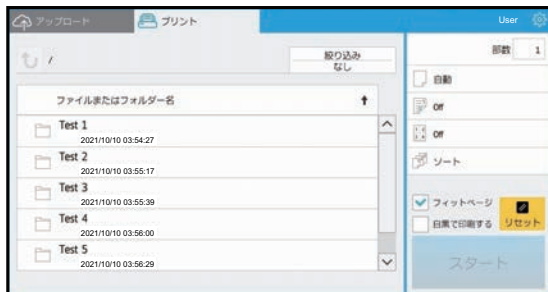 アップロード
プリント
User
/
絞り込み
なし
部数 1
自動
ファイルまたはフォルダー名
Off
Test 1
2021/10/10 03:54:27
Off
Test 2
2021/10/10 03:55:17
ソート
Test 3
2021/10/10 03:55:39
フィットページ
Test 4
2021/10/10 03:56:00
白黒で印刷する
リセット
Test 5
2021/10/10 03:56:29
スタート